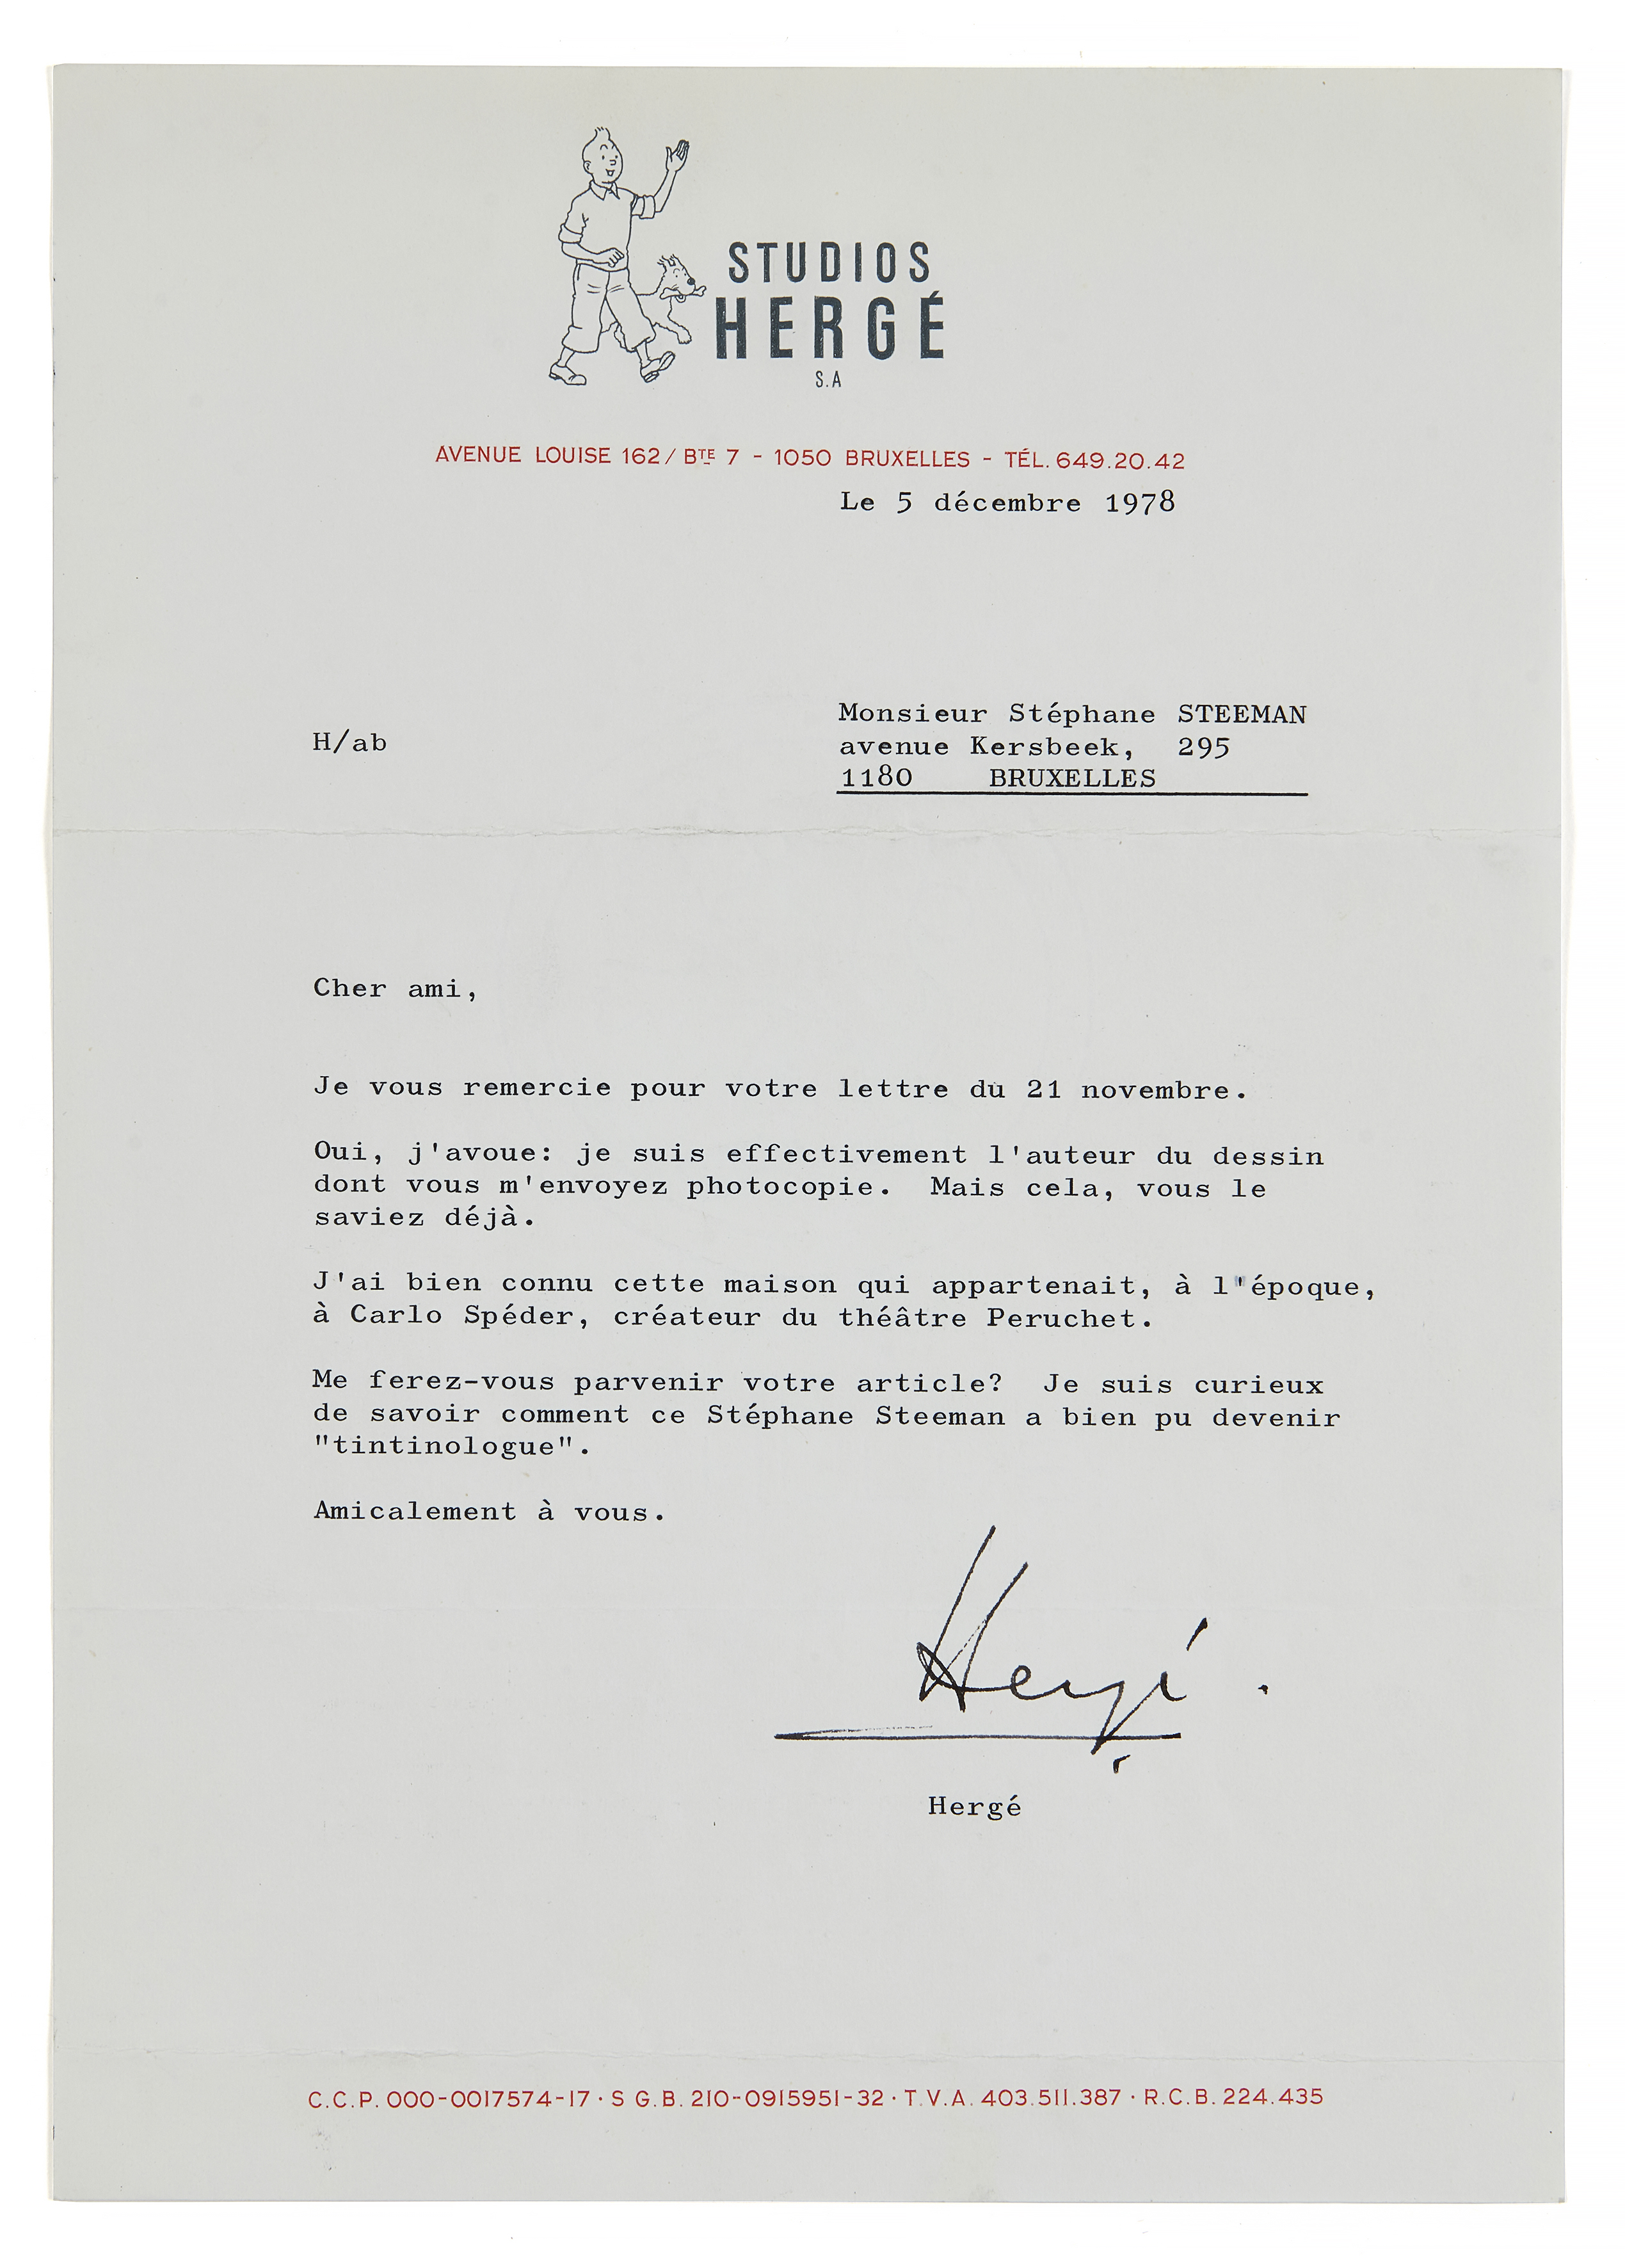 STUDIOS
HERGÉ
S.A
AVENUE LOUISE 162/ BTE 7 - 1050 BRUXELLES - TÉL. 649.20.42
Le 5 décembre 1978
Monsieur Stéphane STEEMAN
H/ab
avenue Kersbeek, 295
1180 BRUXELLES
Cher ami,
Je vous remercie pour votre lettre du 21 novembre.
Oui, j'avoue: je suis effectivement l'auteur du dessin
dont vous m'envoyez photocopie. Mais cela, vous le
saviez déjà.
J'ai bien connu cette maison qui appartenait, à l'époque,
à Carlo Spéder, créateur du théâtre Peruchet.
Me ferez-vous parvenir votre article? Je suis curieux
de savoir comment ce Stéphane Steeman a bien pu devenir
"tintinologue".
Amicalement à vous.
Hergé.
Hergé
C.C.P. 000-0017574-17 · S G.B. 210-0915951-32 · T.V.A. 403.511.387 · R.C.B. 224.435